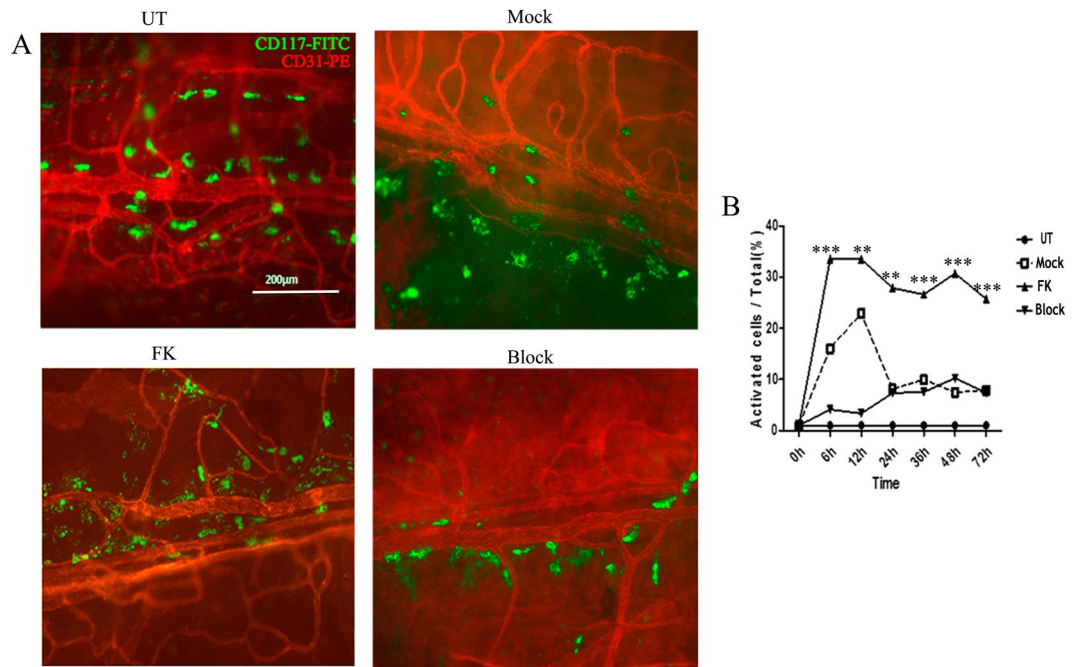 A
UT
Mock
CD117-FITC
CD31-PE
200µm
FK
Block
B
Activated cells / Total(%)
40
30
20
10
0
*** ** ** *** *** ***
0h 6h 12h 24h 36h 48h 72h
Time
UT
Mock
FK
Block